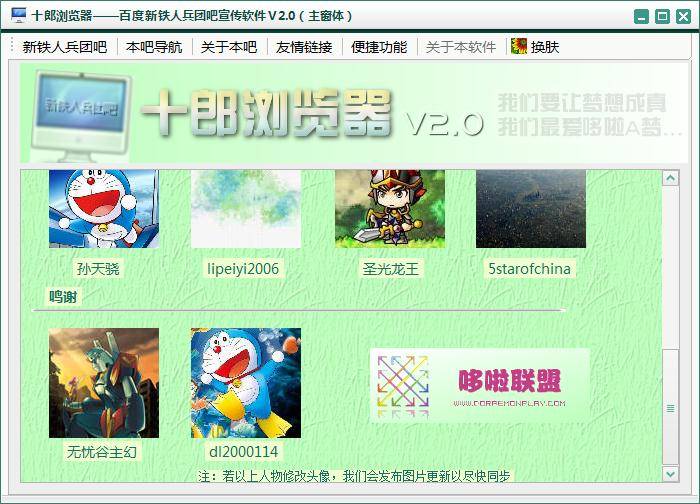 十郎浏览器——百度新铁人兵团吧宣传软件V2.0（主窗体）
新铁人兵团吧 本吧导航 关于本吧 友情链接 便捷功能 关于本软件 换肤
新铁人兵团吧
十郎浏览器 V2.0
我们要让梦想成真
我们最爱哆啦A梦...
孙天骁 lipeiyi2006 圣光龙王 5starofchina
鸣谢
哆啦联盟
WWW.DORAEMONPLAY.COM
无忧谷主幻 dl2000114
注：若以上人物修改头像，我们会发布图片更新以尽快同步